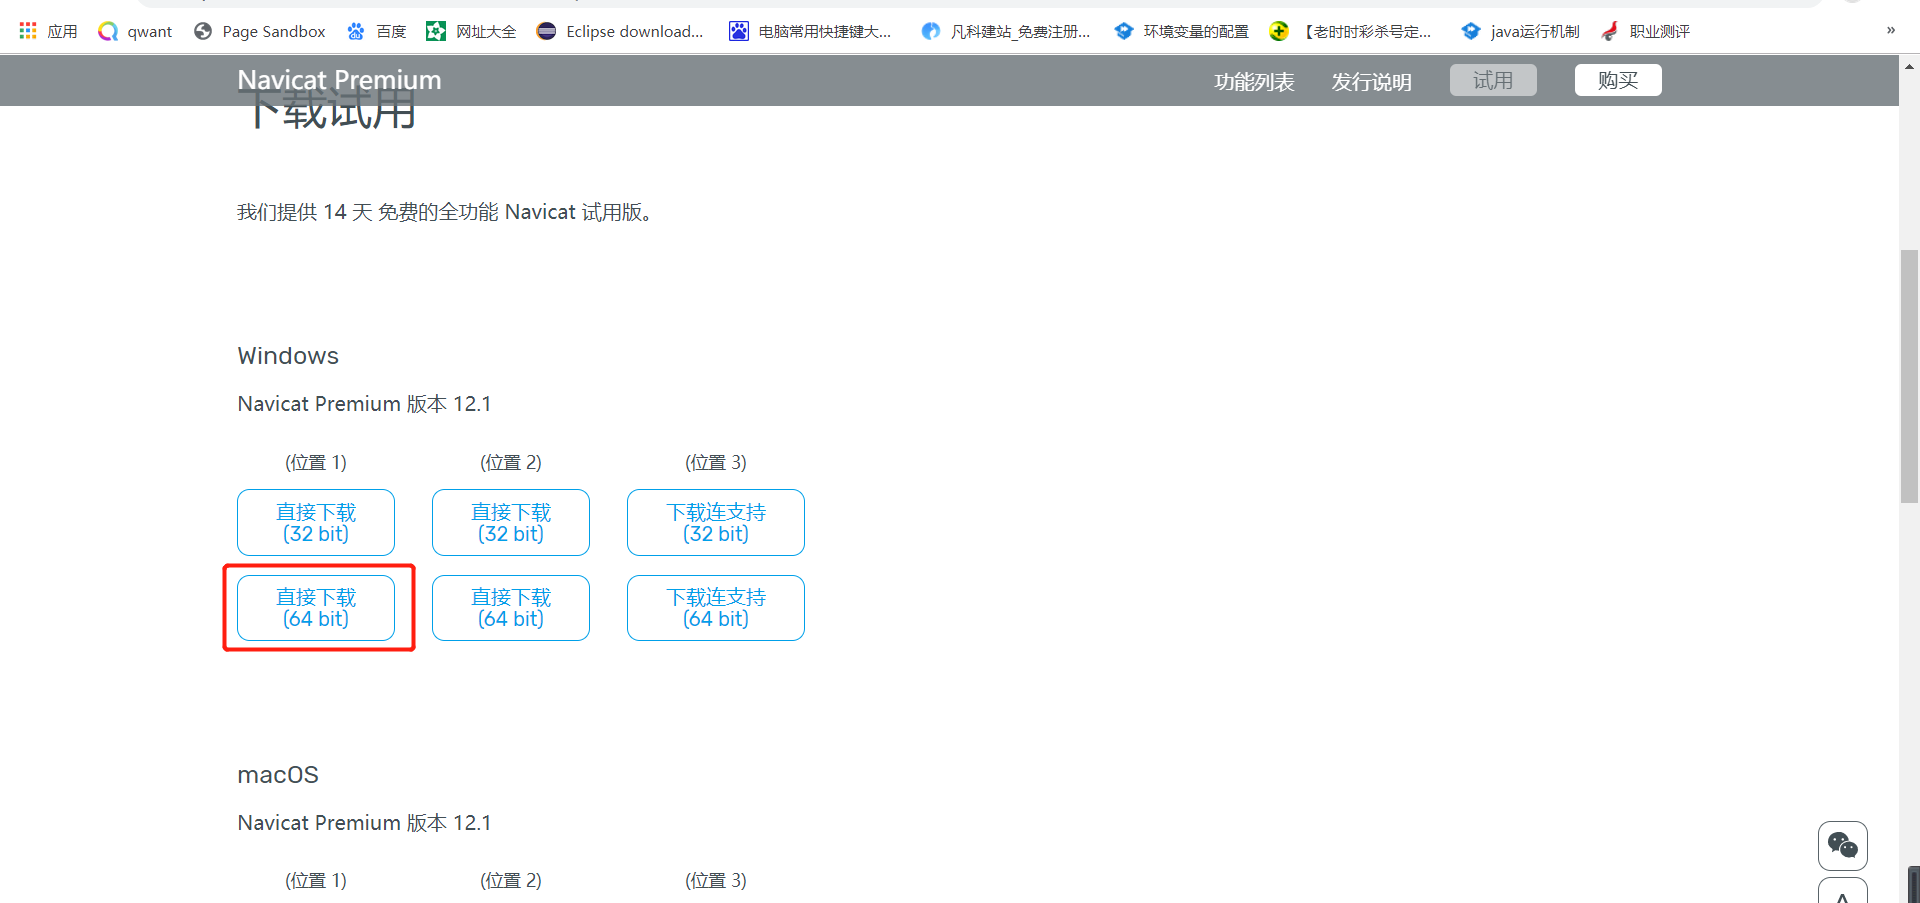 应用 qwant Page Sandbox 百度 网址大全 Eclipse download... 电脑常用快捷键大... 凡科建站_免费注册... 环境变量的配置 【老时时彩杀号定... java运行机制 职业测评 »
Navicat Premium 功能列表 发行说明 试用 购买
下载试用
我们提供 14 天 免费的全功能 Navicat 试用版。
Windows
Navicat Premium 版本 12.1
(位置 1) (位置 2) (位置 3)
直接下载 直接下载 下载连支持
(32 bit) (32 bit) (32 bit)
直接下载 直接下载 下载连支持
(64 bit) (64 bit) (64 bit)
macOS
Navicat Premium 版本 12.1
(位置 1) (位置 2) (位置 3)